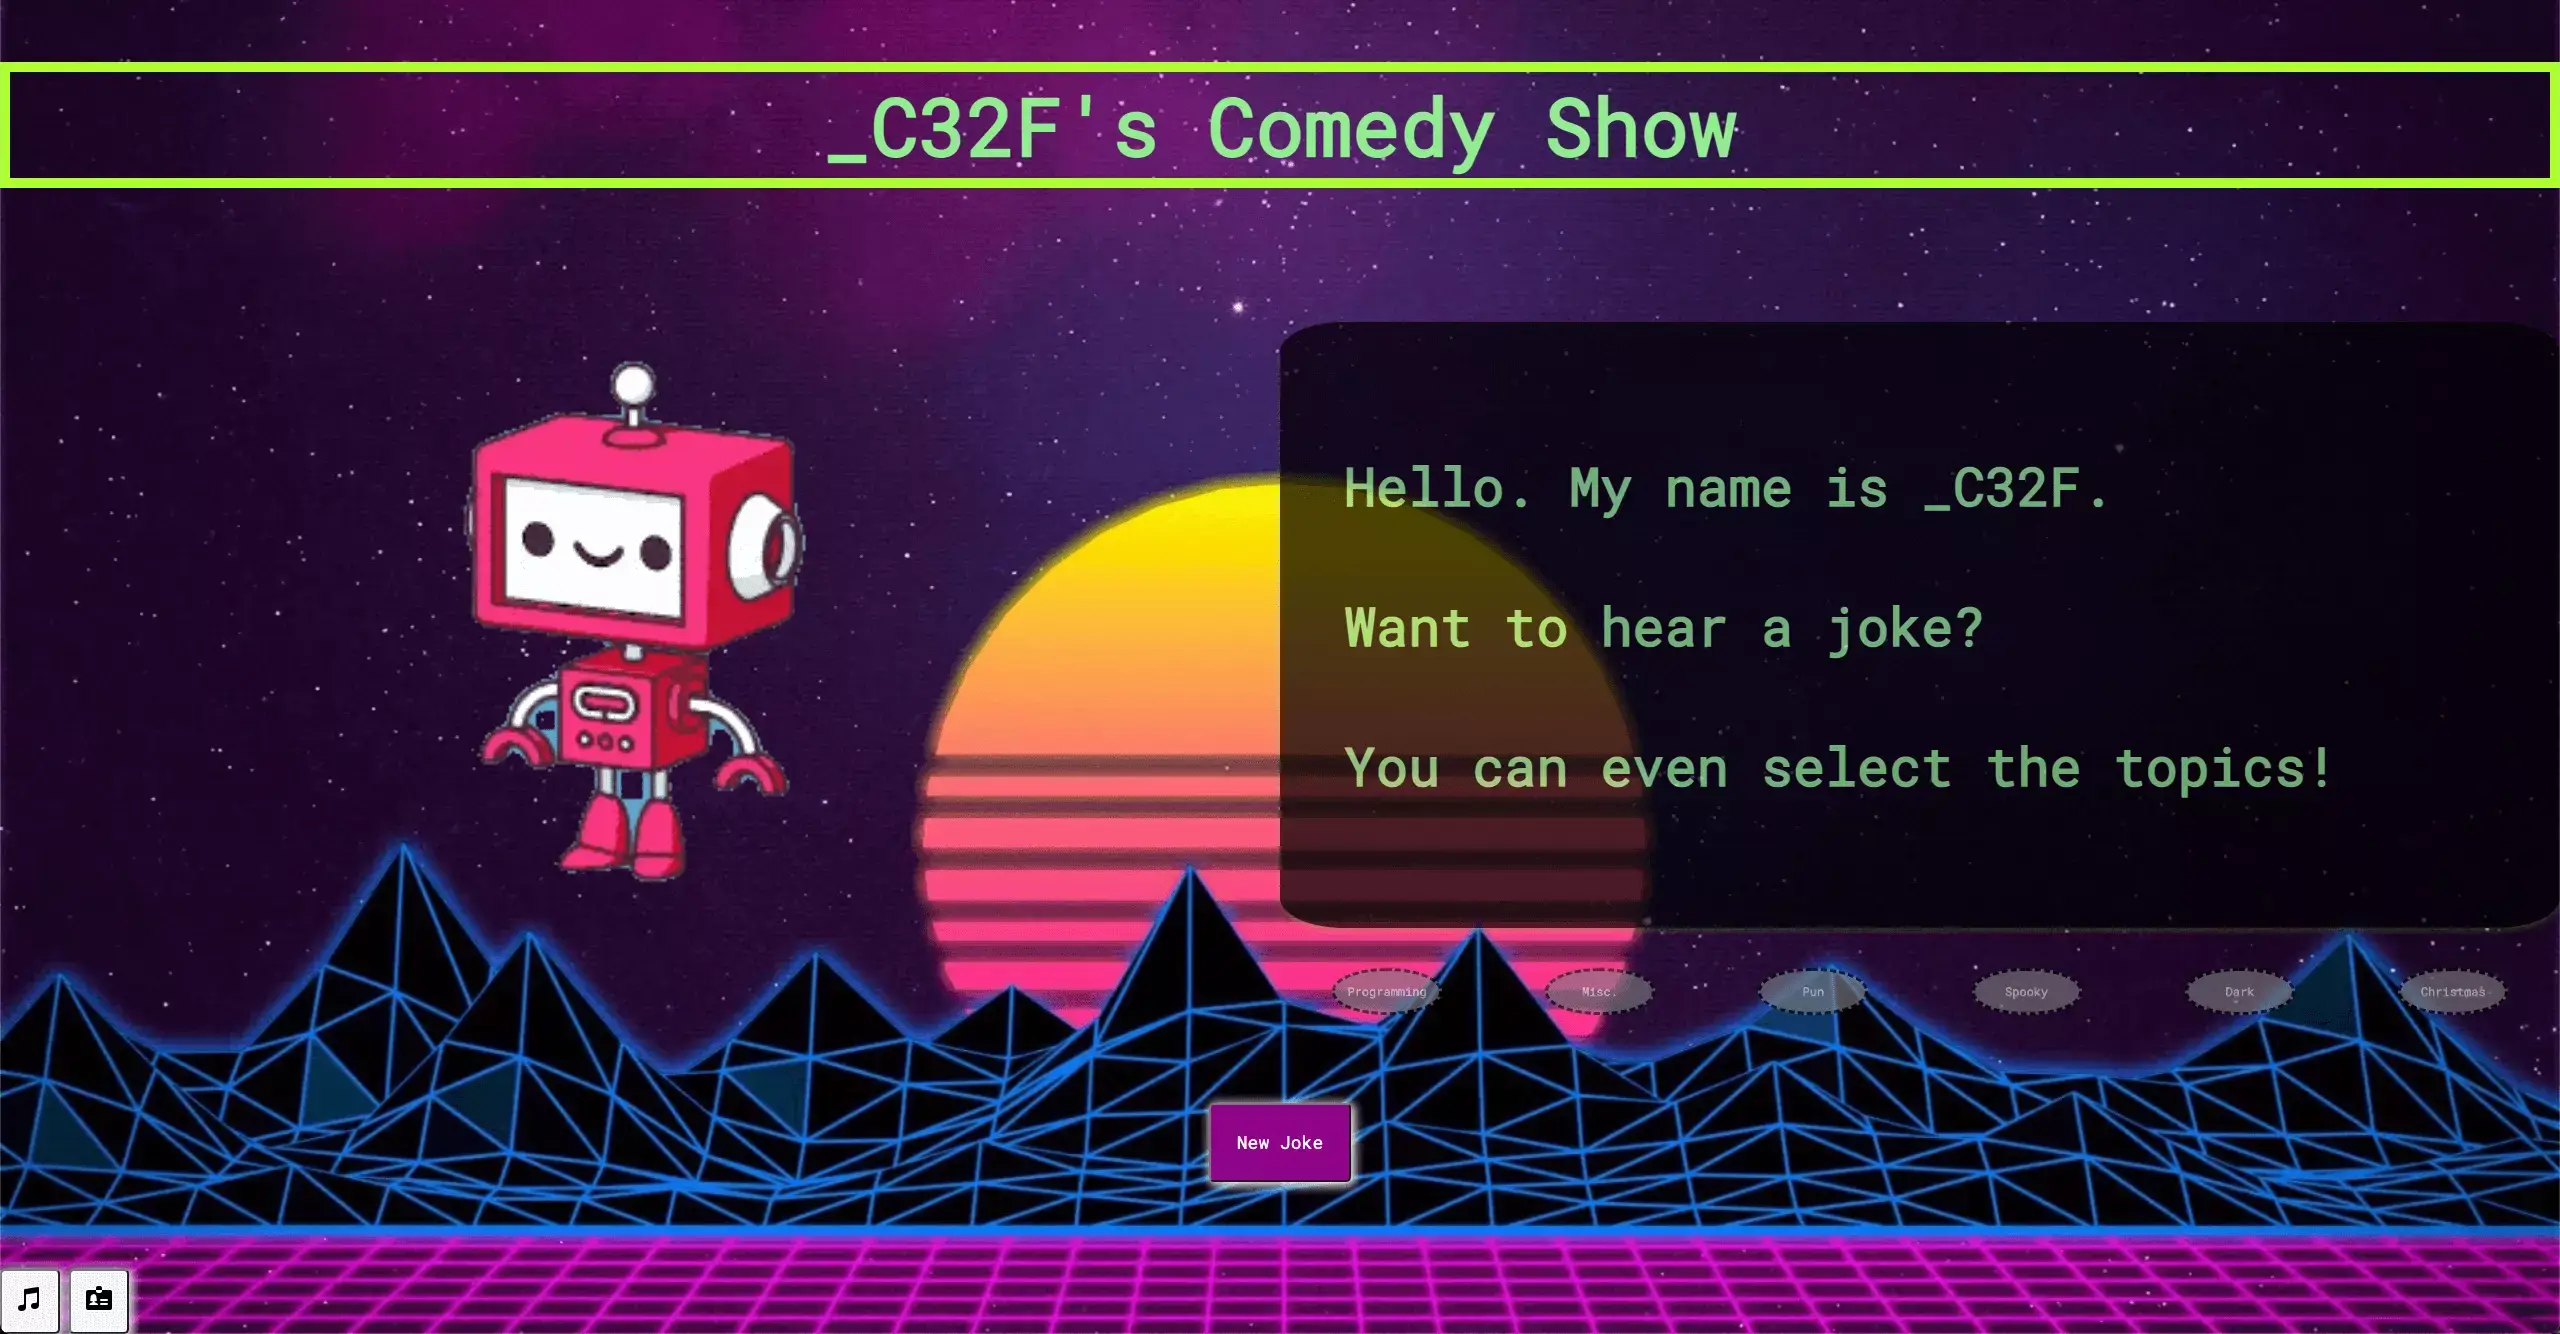 _C32F's Comedy Show
Hello. My name is _C32F.
Want to hear a joke?
You can even select the topics!
Programming
Misc.
Pun
Spooky
Dark
Christmas
New Joke